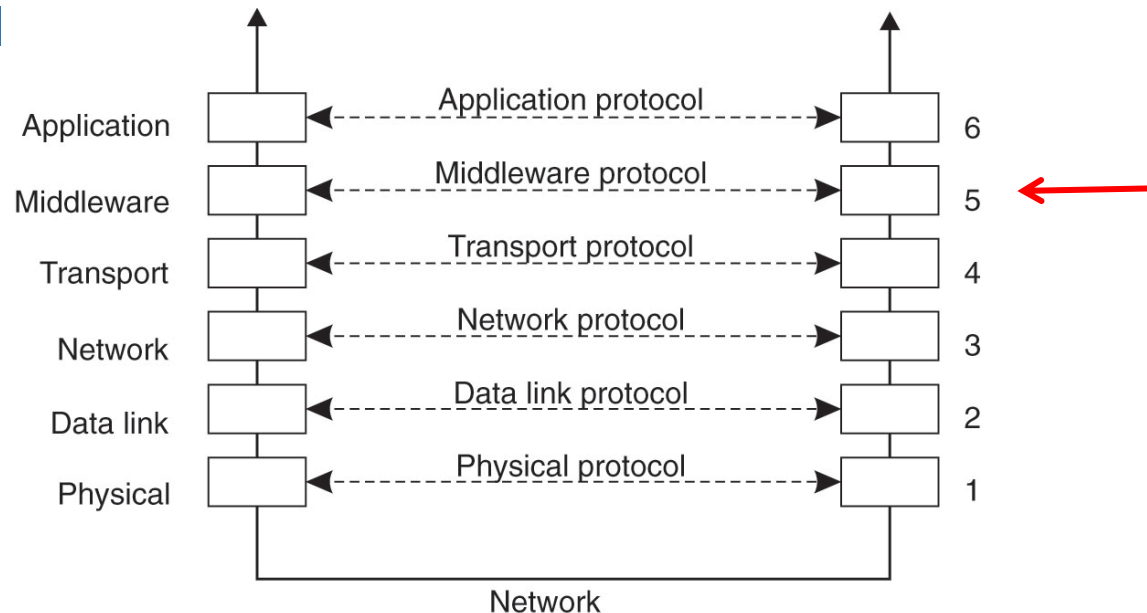 Application protocol
Application 6
Middleware protocol
Middleware 5
Transport protocol
Transport 4
Network protocol
Network 3
Data link protocol
Data link 2
Physical protocol
Physical 1
Network